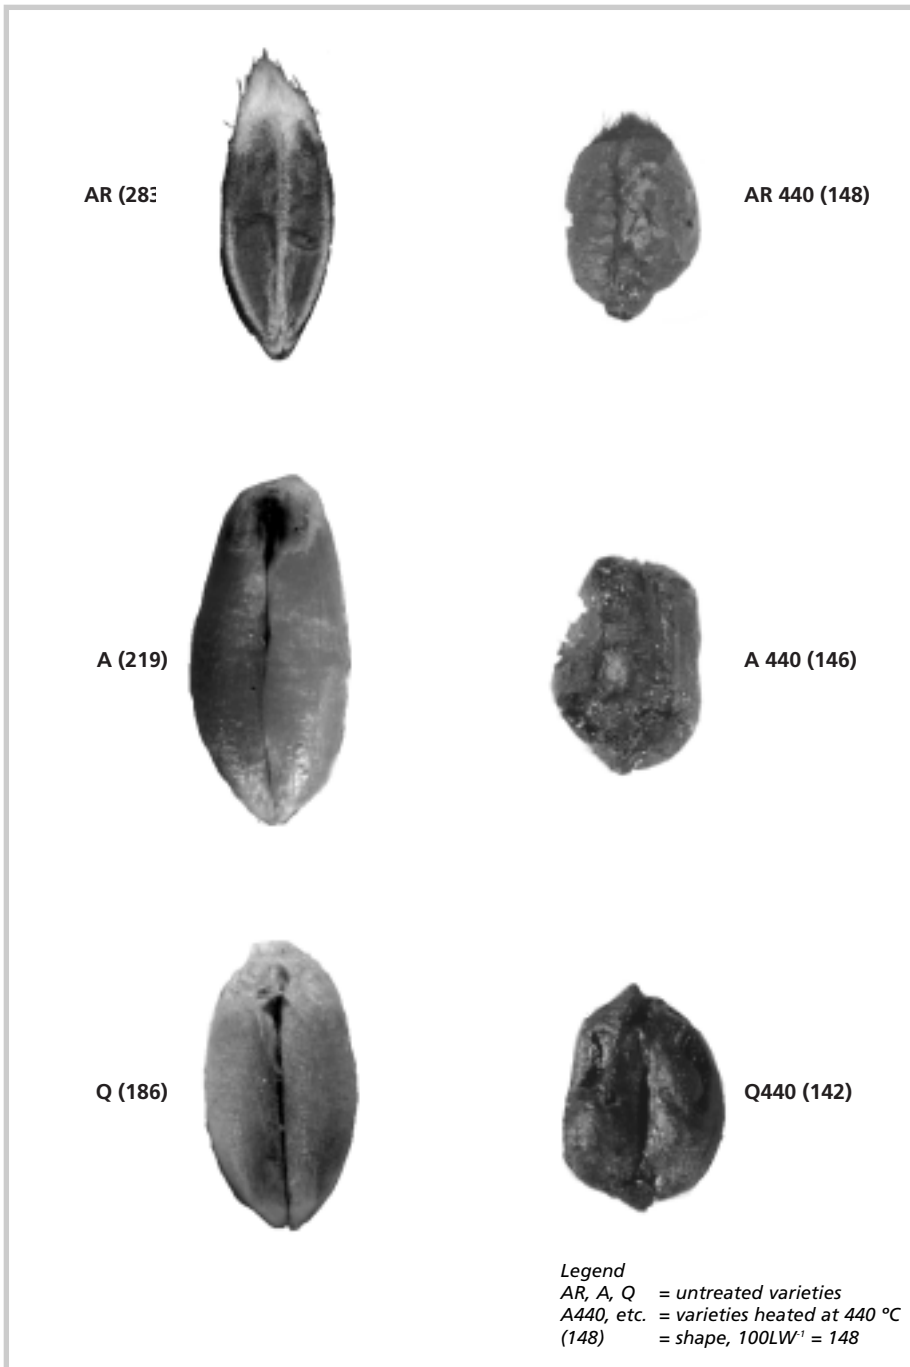 AR (283
AR 440 (148)
A (219)
A 440 (146)
Q (186)
Q440 (142)
Legend
AR, A, Q = untreated varieties
A440, etc. = varieties heated at 440 °C
(148) = shape, 100LW⁻¹ = 148